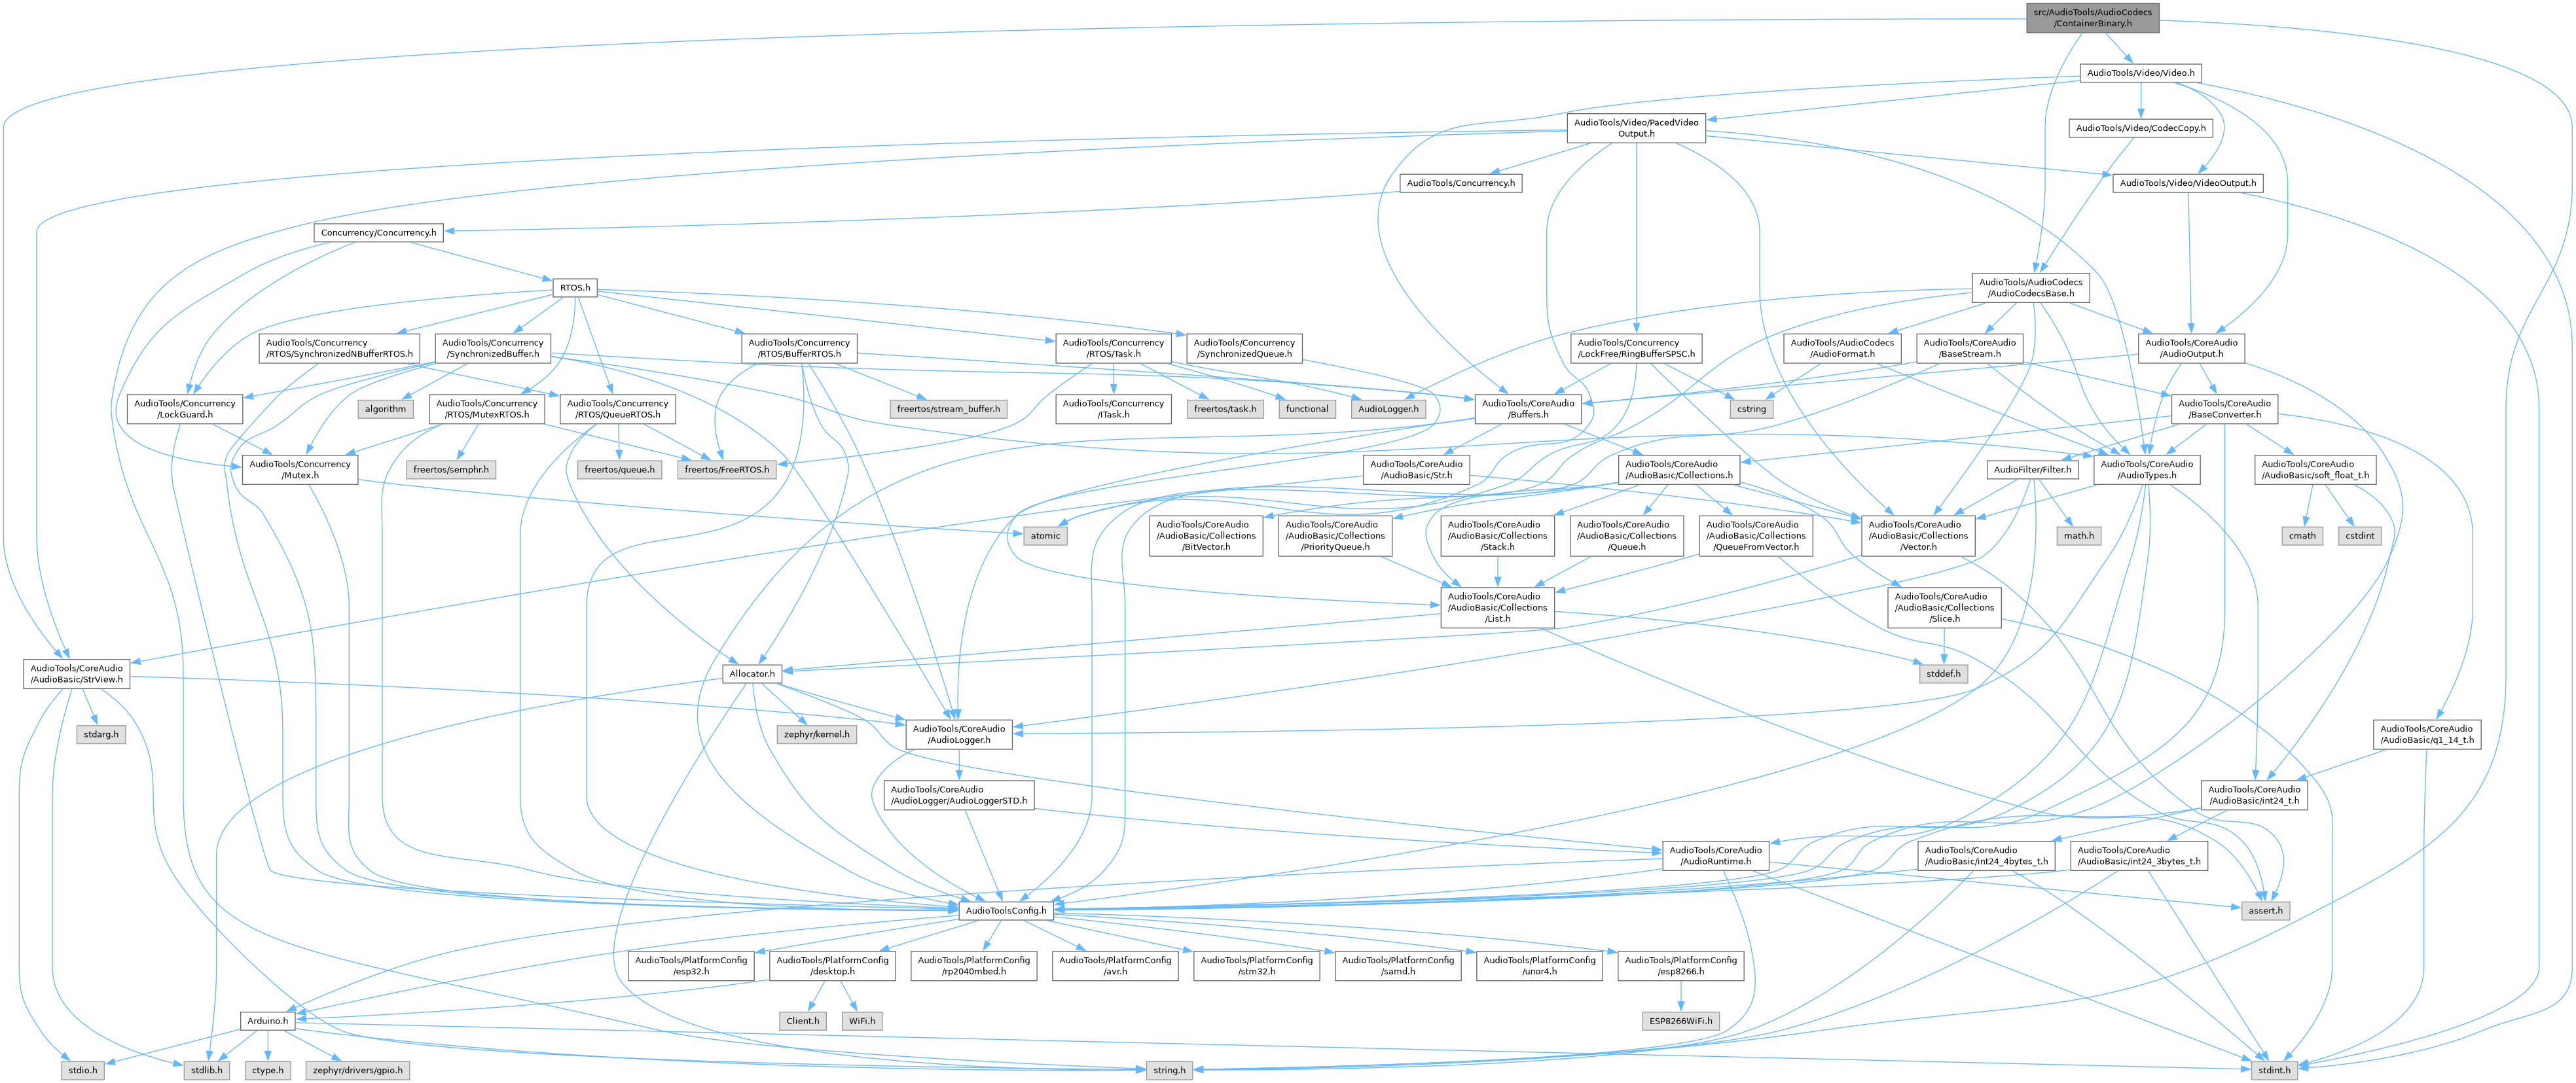 src/AudioTools/AudioCodecs
/ContainerBinary.h
AudioTools/Video/Video.h
AudioTools/Video/PacedVideo
Output.h
AudioTools/Video/CodecCopy.h
AudioTools/Concurrency.h
AudioTools/Video/VideoOutput.h
Concurrency/Concurrency.h
RTOS.h
AudioTools/AudioCodecs
/AudioCodecsBase.h
AudioTools/Concurrency
/RTOS/SynchronizedNBufferRTOS.h
AudioTools/Concurrency
/SynchronizedBuffer.h
AudioTools/Concurrency
/RTOS/BufferRTOS.h
AudioTools/Concurrency
/RTOS/Task.h
AudioTools/Concurrency
/SynchronizedQueue.h
AudioTools/Concurrency
/LockFree/RingBufferSPSC.h
AudioTools/AudioCodecs
/AudioFormat.h
AudioTools/CoreAudio
/BaseStream.h
AudioTools/CoreAudio
/AudioOutput.h
AudioTools/Concurrency
/LockGuard.h
algorithm
AudioTools/Concurrency
/RTOS/MutexRTOS.h
AudioTools/Concurrency
/RTOS/QueueRTOS.h
freertos/stream_buffer.h
AudioTools/Concurrency
/ITask.h
freertos/task.h
functional
AudioLogger.h
AudioTools/CoreAudio
/Buffers.h
cstring
AudioTools/CoreAudio
/BaseConverter.h
AudioTools/Concurrency
/Mutex.h
freertos/semphr.h
freertos/queue.h
freertos/FreeRTOS.h
AudioTools/CoreAudio
/AudioBasic/Str.h
AudioTools/CoreAudio
/AudioBasic/Collections.h
AudioFilter/Filter.h
AudioTools/CoreAudio
/AudioTypes.h
AudioTools/CoreAudio
/AudioBasic/soft_float_t.h
atomic
AudioTools/CoreAudio
/AudioBasic/Collections
/BitVector.h
AudioTools/CoreAudio
/AudioBasic/Collections
/PriorityQueue.h
AudioTools/CoreAudio
/AudioBasic/Collections
/Stack.h
AudioTools/CoreAudio
/AudioBasic/Collections
/Queue.h
AudioTools/CoreAudio
/AudioBasic/Collections
/QueueFromVector.h
AudioTools/CoreAudio
/AudioBasic/Collections
/Vector.h
math.h
cmath
cstdint
AudioTools/CoreAudio
/AudioBasic/Collections
/List.h
AudioTools/CoreAudio
/AudioBasic/Collections
/Slice.h
AudioTools/CoreAudio
/AudioBasic/StrView.h
Allocator.h
stddef.h
stdarg.h
zephyr/kernel.h
AudioTools/CoreAudio
/AudioLogger.h
AudioTools/CoreAudio
/AudioBasic/q1_14_t.h
AudioTools/CoreAudio
/AudioLogger/AudioLoggerSTD.h
AudioTools/CoreAudio
/AudioBasic/int24_t.h
AudioTools/CoreAudio
/AudioRuntime.h
AudioTools/CoreAudio
/AudioBasic/int24_4bytes_t.h
AudioTools/CoreAudio
/AudioBasic/int24_3bytes_t.h
AudioToolsConfig.h
assert.h
AudioTools/PlatformConfig
/esp32.h
AudioTools/PlatformConfig
/desktop.h
AudioTools/PlatformConfig
/rp2040mbed.h
AudioTools/PlatformConfig
/avr.h
AudioTools/PlatformConfig
/stm32.h
AudioTools/PlatformConfig
/samd.h
AudioTools/PlatformConfig
/unor4.h
AudioTools/PlatformConfig
/esp8266.h
Arduino.h
Client.h
WiFi.h
ESP8266WiFi.h
stdio.h
stdlib.h
ctype.h
zephyr/drivers/gpio.h
string.h
stdint.h